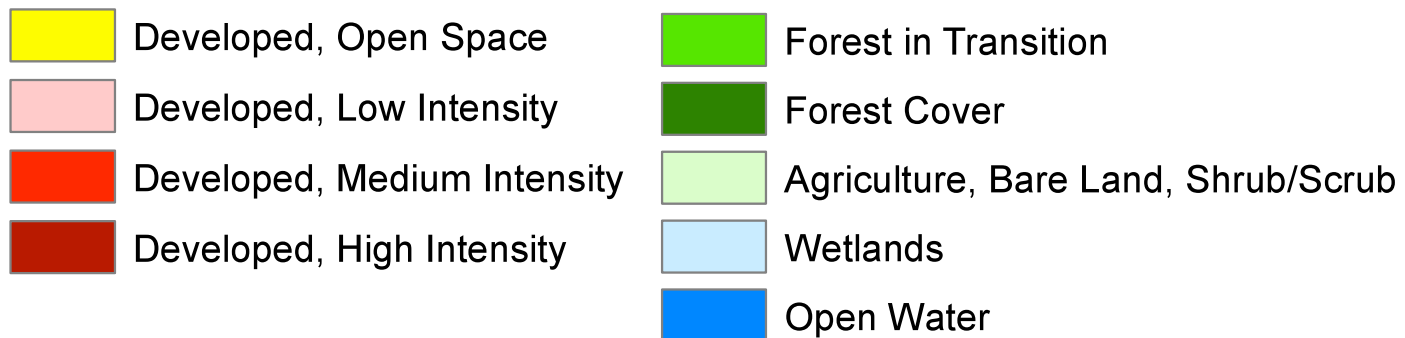 Developed, Open Space
Developed, Low Intensity
Developed, Medium Intensity
Developed, High Intensity
Forest in Transition
Forest Cover
Agriculture, Bare Land, Shrub/Scrub
Wetlands
Open Water